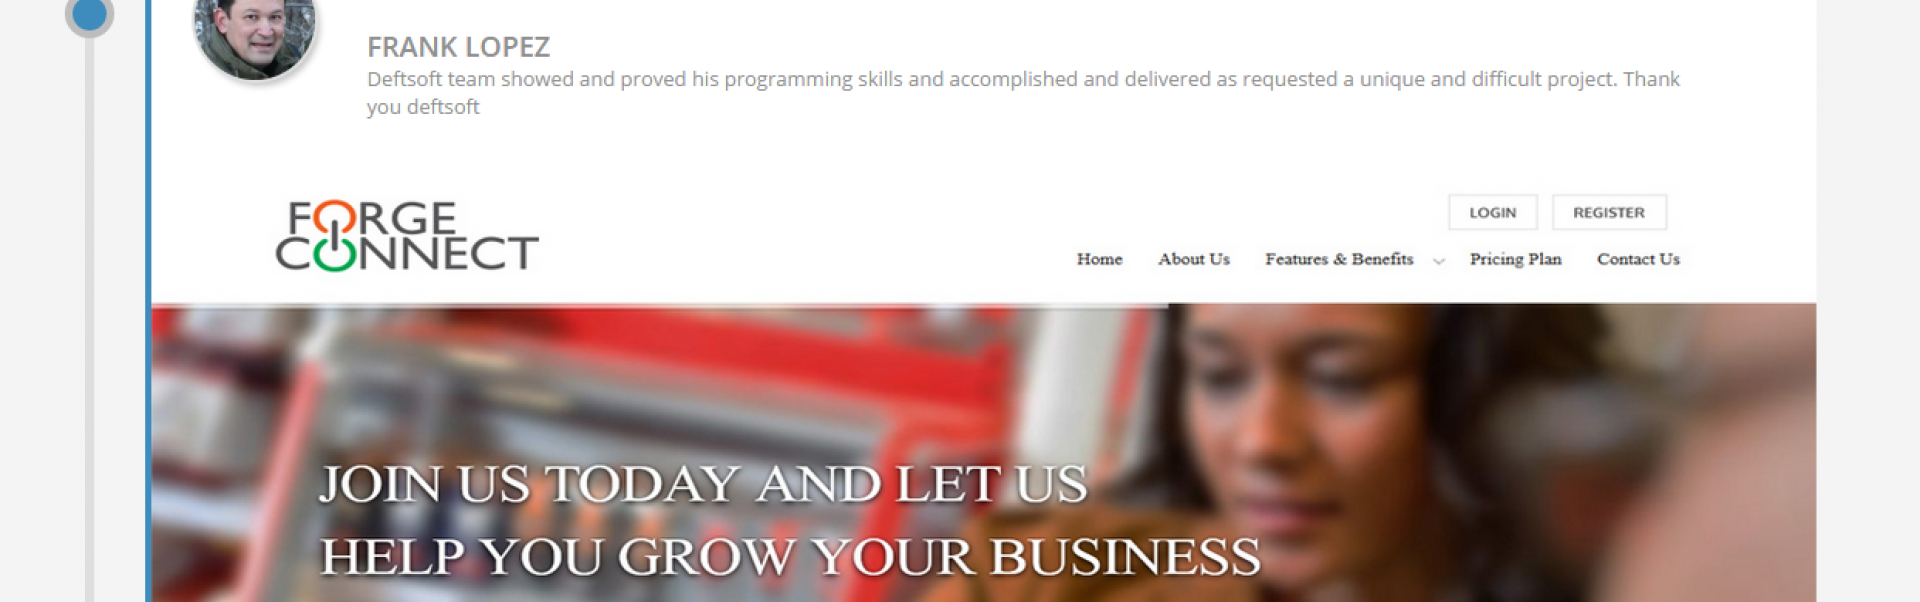 FRANK LOPEZ
Deftsoft team showed and proved his programming skills and accomplished and delivered as requested a unique and difficult project. Thank
you deftsoft
FORGE
CONNECT
LOGIN REGISTER
Home About Us Features & Benefits Pricing Plan Contact Us
JOIN US TODAY AND LET US
HELP YOU GROW YOUR BUSINESS